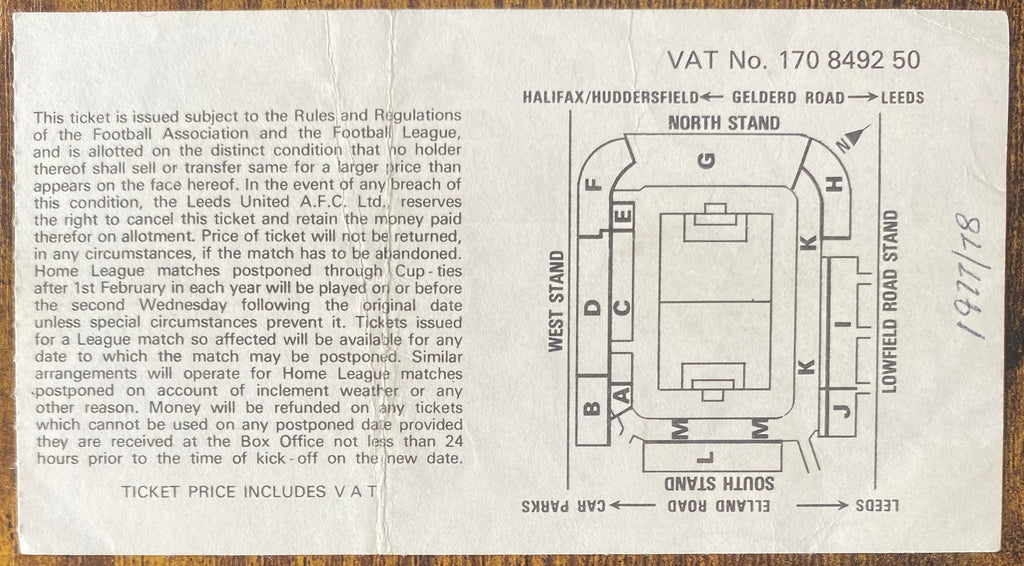 This ticket is issued subject to the Rules and Regulations
of the Football Association and the Football League,
and is allotted on the distinct condition that no holder
thereof shall sell or transfer same for a larger price than
appears on the face hereof. In the event of any breach of
this condition, the Leeds United A.F.C. Ltd., reserves
the right to cancel this ticket and retain the money paid
therefor on allotment. Price of ticket will not be returned,
in any circumstances, if the match has to be abandoned.
Home League matches postponed through Cup-ties
after 1st February in each year will be played on or before
the second Wednesday following the original date
unless special circumstances prevent it. Tickets issued
for a League match so affected will be available for any
date to which the match may be postponed. Similar
arrangements will operate for Home League matches
postponed on account of inclement weather or any
other reason. Money will be refunded on any tickets
which cannot be used on any postponed date provided
they are received at the Box Office not less than 24
hours prior to the time of kick-off on the new date.
TICKET PRICE INCLUDES V A T
VAT No. 170 8492 50
HALIFAX/HUDDERSFIELD ← GELDERD ROAD → LEEDS
NORTH STAND
N
G
F
H
E
K
WEST STAND
D
C
I
LOWFIELD ROAD STAND
K
B
A
J
M
M
L
SOUTH STAND
CAR PARKS ← ELLAND ROAD → LEEDS
1977/78